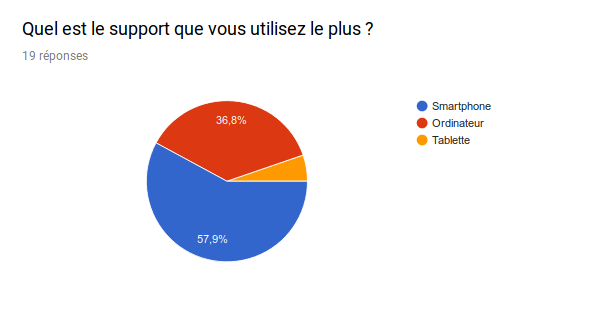 Quel est le support que vous utilisez le plus ?
19 réponses
36,8%
57,9%
Smartphone
Ordinateur
Tablette